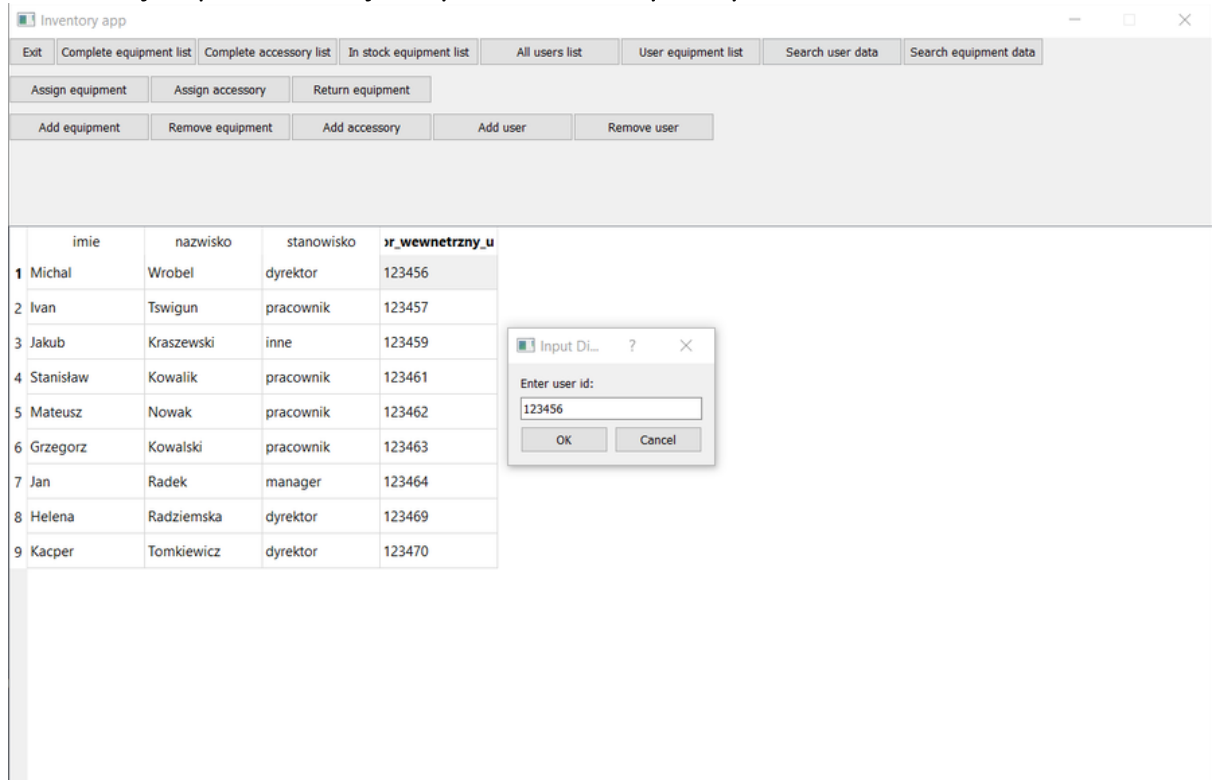 Inventory app
Exit Complete equipment list Complete accessory list In stock equipment list All users list User equipment list Search user data Search equipment data
Assign equipment Assign accessory Return equipment
Add equipment Remove equipment Add accessory Add user Remove user
imie nazwisko stanowisko or_wewnetrzny_u
1 Michal Wrobel dyrektor 123456
2 Ivan Tswigun pracownik 123457
3 Jakub Kraszewski inne 123459
4 Stanisław Kowalik pracownik 123461
5 Mateusz Nowak pracownik 123462
6 Grzegorz Kowalski pracownik 123463
7 Jan Radek manager 123464
8 Helena Radziemska dyrektor 123469
9 Kacper Tomkiewicz dyrektor 123470
Input Di... ?
Enter user id:
123456
OK Cancel